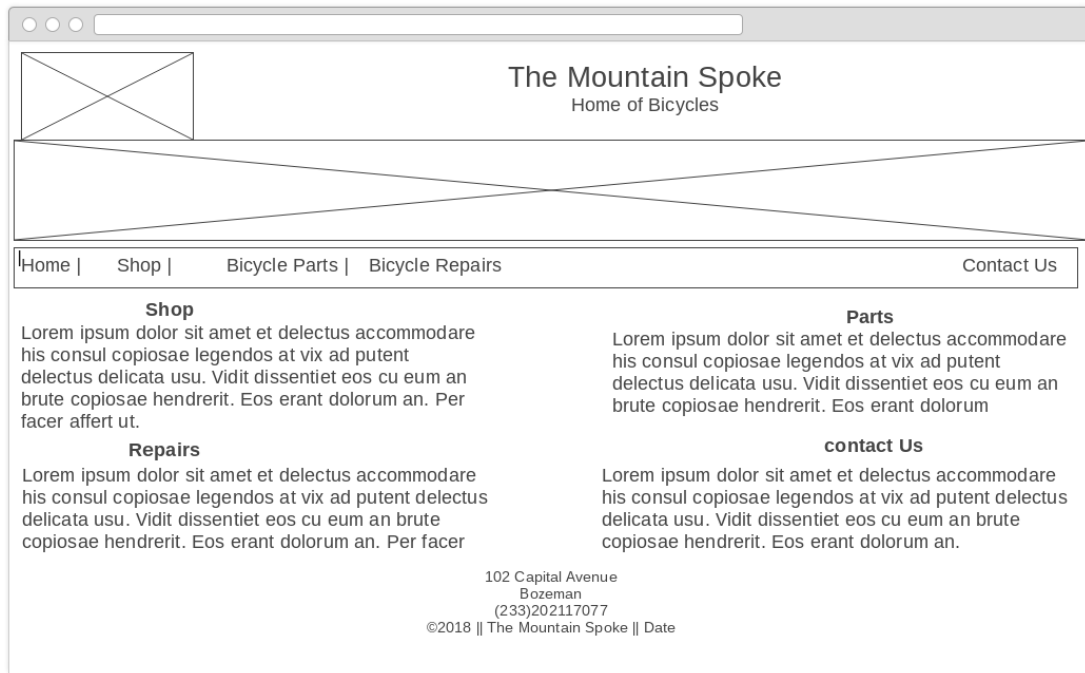 The Mountain Spoke
Home of Bicycles
Home | Shop | Bicycle Parts | Bicycle Repairs Contact Us
Shop
Lorem ipsum dolor sit amet et delectus accommodare
his consul copiosae legendos at vix ad putent
delectus delicata usu. Vidit dissentiet eos cu eum an
brute copiosae hendrerit. Eos erant dolorum an. Per
facer affert ut.
Parts
Lorem ipsum dolor sit amet et delectus accommodare
his consul copiosae legendos at vix ad putent
delectus delicata usu. Vidit dissentiet eos cu eum an
brute copiosae hendrerit. Eos erant dolorum
Repairs
Lorem ipsum dolor sit amet et delectus accommodare
his consul copiosae legendos at vix ad putent delectus
delicata usu. Vidit dissentiet eos cu eum an brute
copiosae hendrerit. Eos erant dolorum an. Per facer
contact Us
Lorem ipsum dolor sit amet et delectus accommodare
his consul copiosae legendos at vix ad putent delectus
delicata usu. Vidit dissentiet eos cu eum an brute
copiosae hendrerit. Eos erant dolorum an.
102 Capital Avenue
Bozeman
(233)202117077
©2018 || The Mountain Spoke || Date